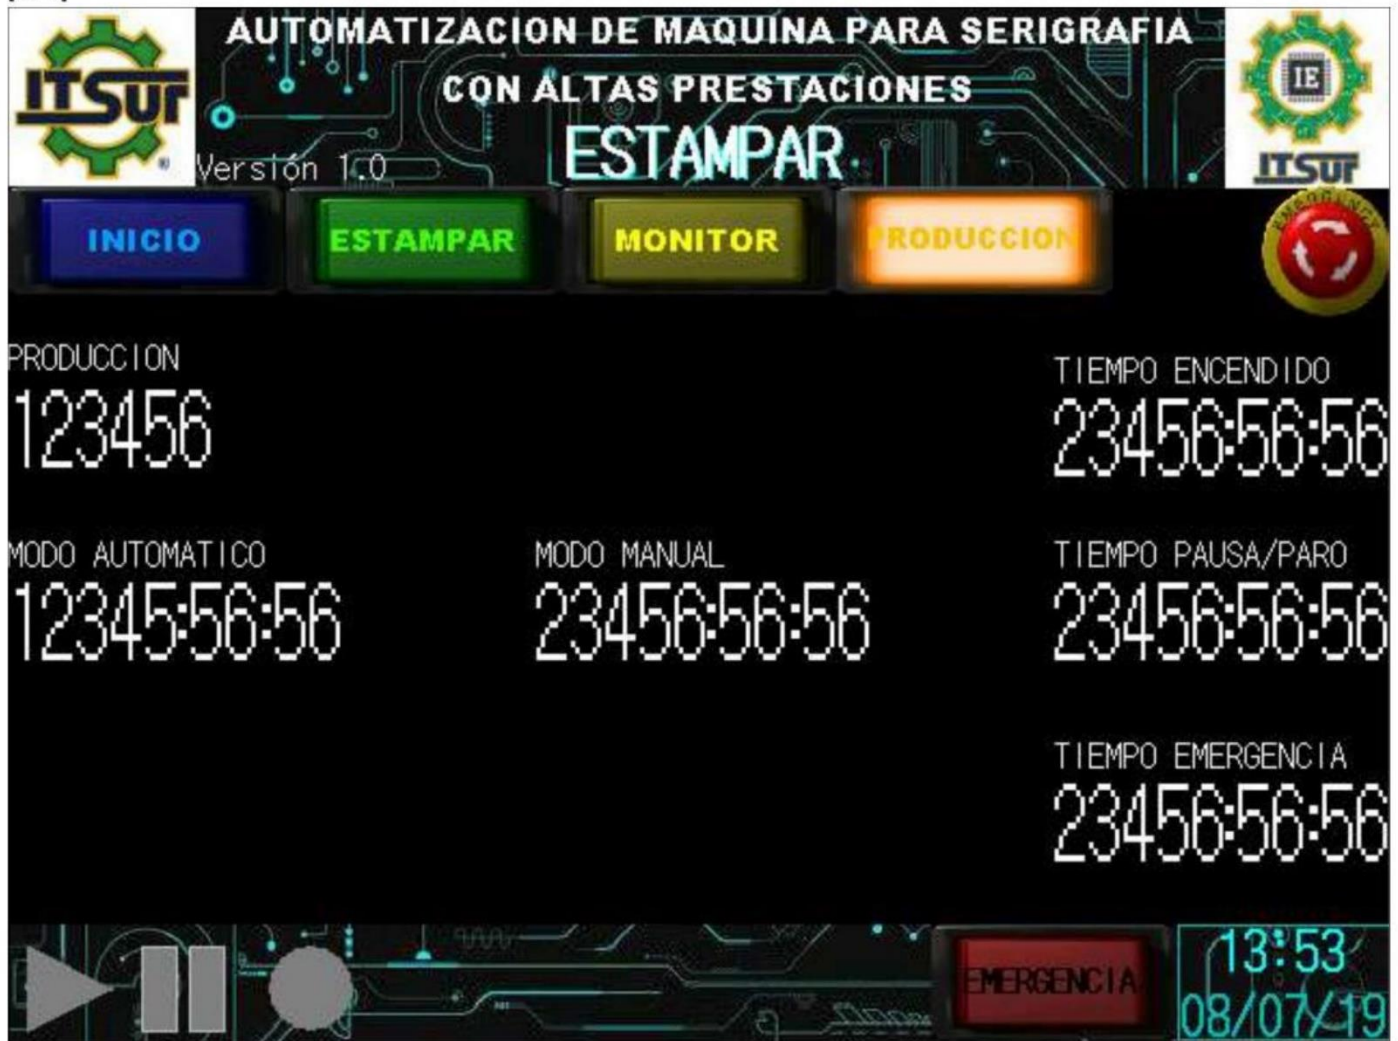 AUTOMATIZACION DE MAQUINA PARA SERIGRAFIA
CON ALTAS PRESTACIONES
ESTAMPAR
Versión 1.0
ITSur
IE
ITSur
INICIO
ESTAMPAR
MONITOR
PRODUCCION
EMERGENCY
PRODUCCION
123456
TIEMPO ENCENDIDO
23456:56:56
MODO AUTOMATICO
12345:56:56
MODO MANUAL
23456:56:56
TIEMPO PAUSA/PARO
23456:56:56
TIEMPO EMERGENCIA
23456:56:56
EMERGENCIA
13:53
08/07/19